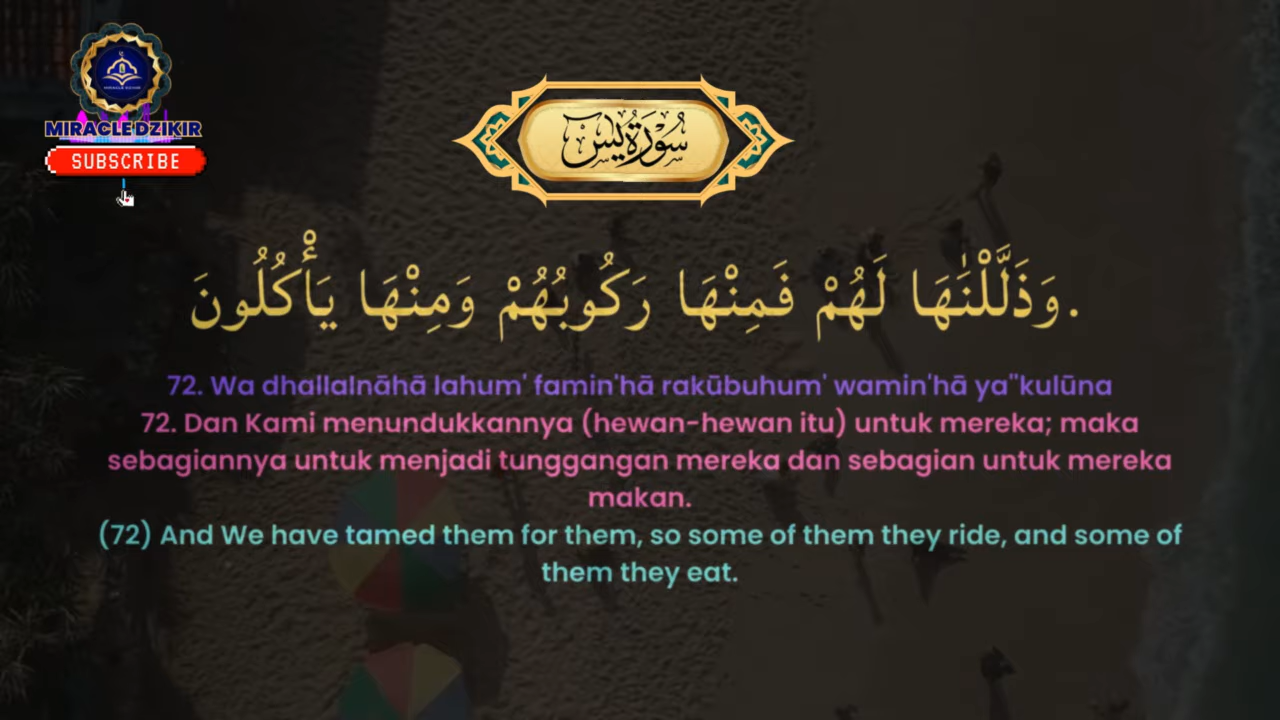 MIRACLE DZIKIR
SUBSCRIBE
سُوْرَةُ يٰسٓ
وَذَلَّلْنَٰهَا لَهُمْ فَمِنْهَا رَكُوبُهُمْ وَمِنْهَا يَأْكُلُونَ.
72. Wa dhallalnāhā lahum' famin'hā rakūbuhum' wamin'hā ya"kulūna
72. Dan Kami menundukkannya (hewan-hewan itu) untuk mereka; maka
sebagiannya untuk menjadi tunggangan mereka dan sebagian untuk mereka
makan.
(72) And We have tamed them for them, so some of them they ride, and some of
them they eat.